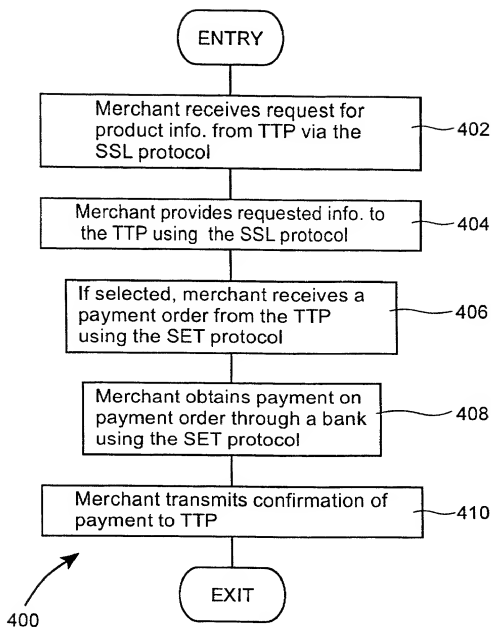 ENTRY
Merchant receives request for
product info. from TTP via the
SSL protocol
402
Merchant provides requested info. to
the TTP using the SSL protocol
404
If selected, merchant receives a
payment order from the TTP
using the SET protocol
406
Merchant obtains payment on
payment order through a bank
using the SET protocol
408
Merchant transmits confirmation of
payment to TTP
410
EXIT
400